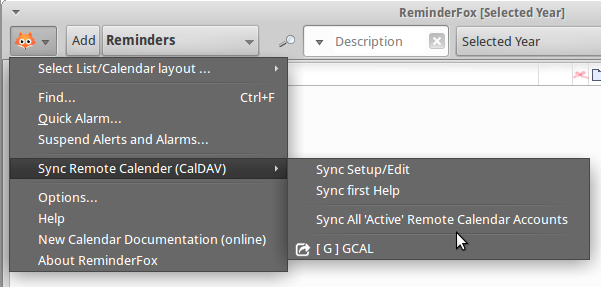 ReminderFox [Selected Year]
Add
Reminders
Description
Selected Year
Select List/Calendar layout ...
Find...
Ctrl+F
Quick Alarm...
Suspend Alerts and Alarms...
Sync Remote Calender (CalDAV)
Options...
Help
New Calendar Documentation (online)
About ReminderFox
Sync Setup/Edit
Sync first Help
Sync All 'Active' Remote Calendar Accounts
[ G ] GCAL